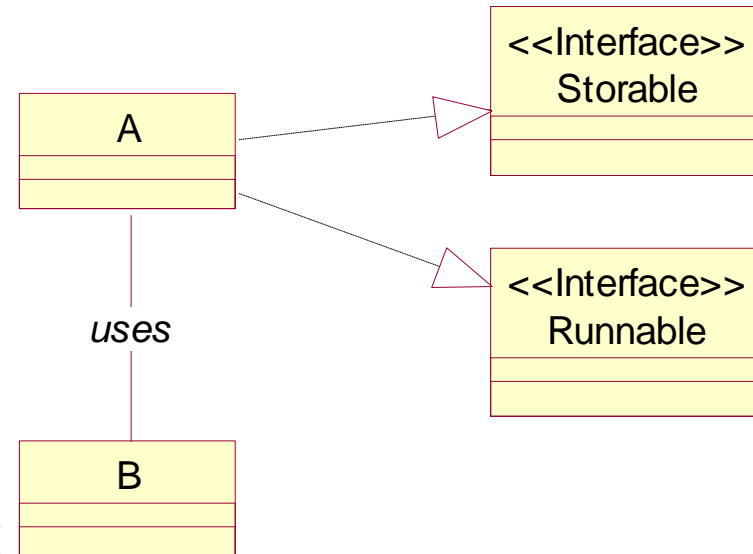 <<Interface>>
Storable
A
<<Interface>>
Runnable
uses
B